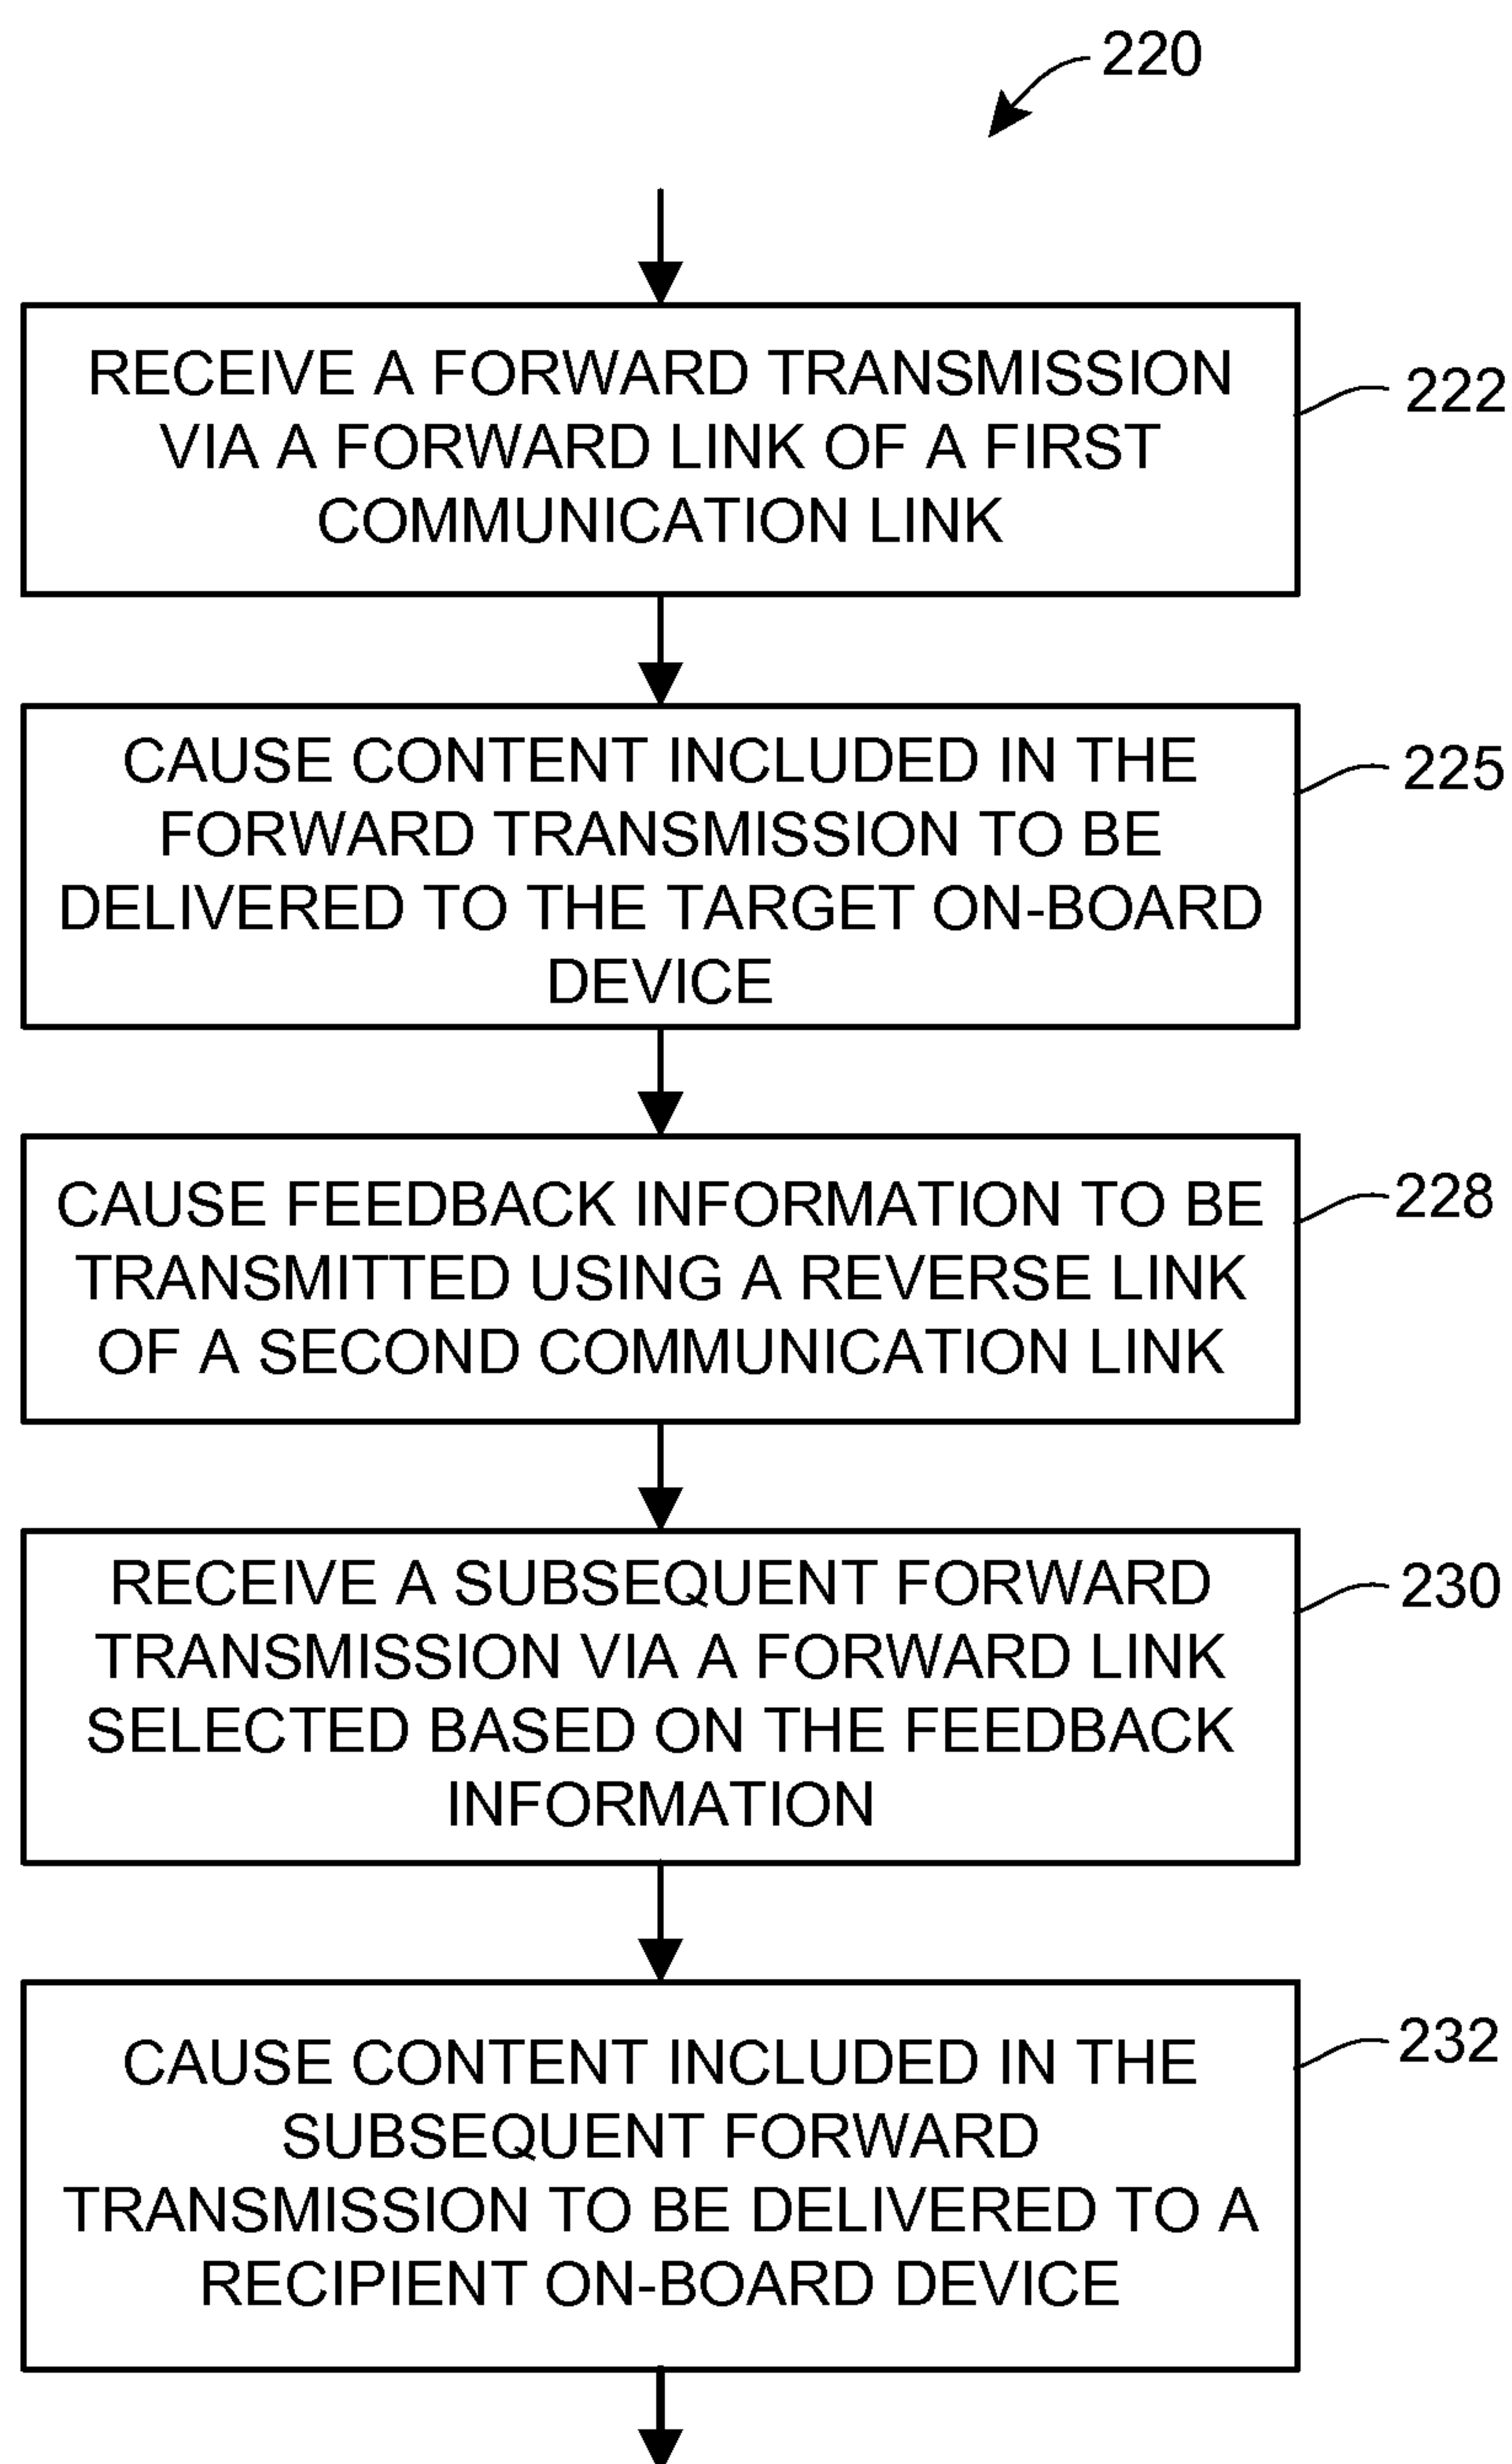 220
RECEIVE A FORWARD TRANSMISSION
VIA A FORWARD LINK OF A FIRST
COMMUNICATION LINK
222
CAUSE CONTENT INCLUDED IN THE
FORWARD TRANSMISSION TO BE
DELIVERED TO THE TARGET ON-BOARD
DEVICE
225
CAUSE FEEDBACK INFORMATION TO BE
TRANSMITTED USING A REVERSE LINK
OF A SECOND COMMUNICATION LINK
228
RECEIVE A SUBSEQUENT FORWARD
TRANSMISSION VIA A FORWARD LINK
SELECTED BASED ON THE FEEDBACK
INFORMATION
230
CAUSE CONTENT INCLUDED IN THE
SUBSEQUENT FORWARD
TRANSMISSION TO BE DELIVERED TO A
RECIPIENT ON-BOARD DEVICE
232